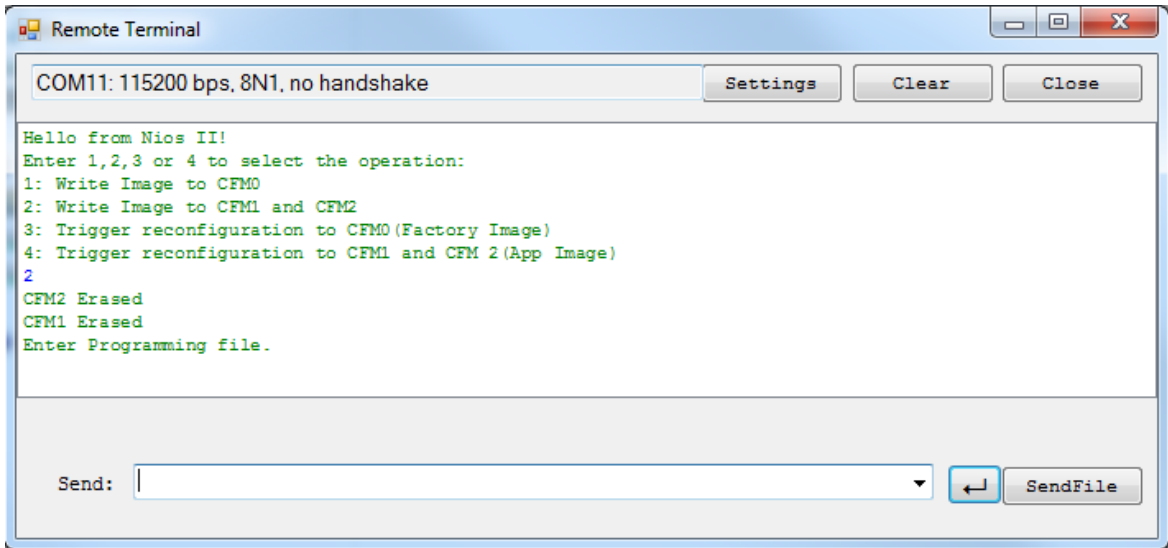 Remote Terminal
COM11: 115200 bps, 8N1, no handshake
Settings
Clear
Close
Hello from Nios II!
Enter 1,2,3 or 4 to select the operation:
1: Write Image to CFM0
2: Write Image to CFM1 and CFM2
3: Trigger reconfiguration to CFM0(Factory Image)
4: Trigger reconfiguration to CFM1 and CFM 2(App Image)
2
CFM2 Erased
CFM1 Erased
Enter Programming file.
Send:
SendFile